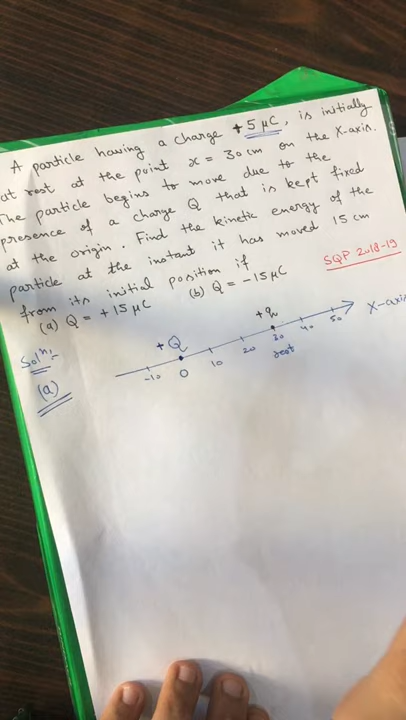 A particle having a charge +5 μC, is initially
at rest at the point x = 30 cm on the X-axis.
The particle begins to move due to the
presence of a charge Q that is kept fixed
at the origin. Find the kinetic energy of the
particle at the instant it has moved 15 cm
from its initial position if
(a) Q = +15 μC (b) Q = -15 μC
SQP 2018-19
Solⁿ:
(a)
+Q +q
-10 0 10 20 30 40 50 X-axis
rest